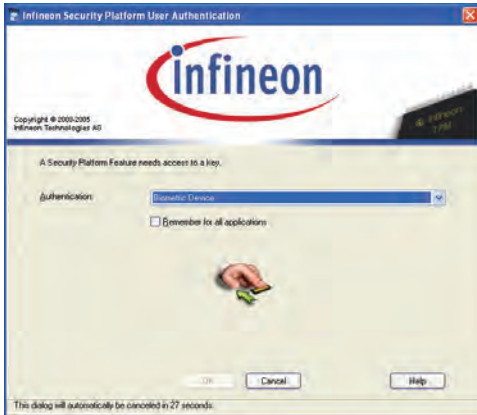 Infineon Security Platform User Authentication
infineon
Copyright © 2000-2005
Infineon Technologies AG
infineon
TPM
A Security Platform Feature needs access to a key.
Authentication:
Biometric Device
Remember for all applications
OK
Cancel
Help
This dialog will automatically be canceled in 27 seconds.